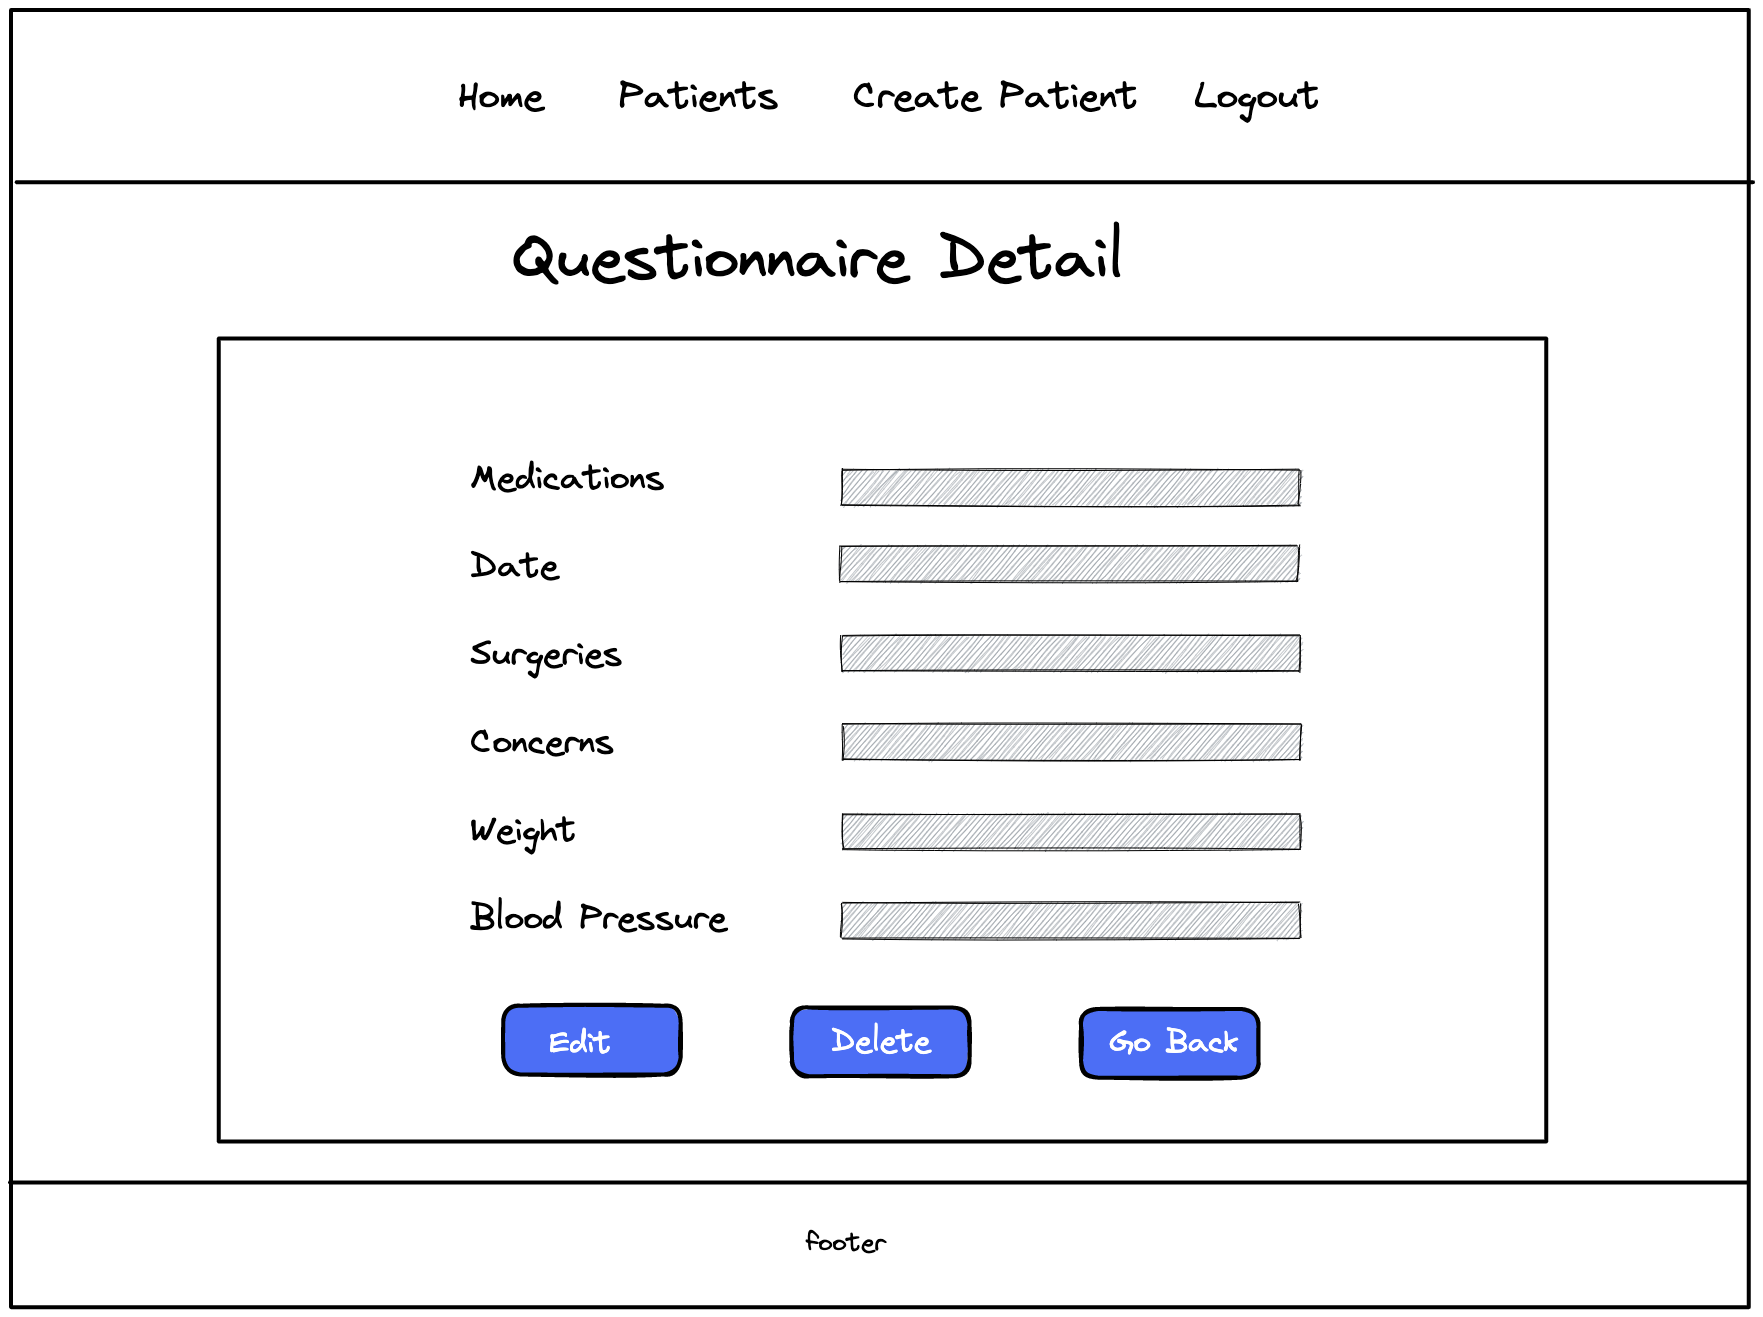 Home Patients Create Patient Logout
Questionnaire Detail
Medications
Date
Surgeries
Concerns
Weight
Blood Pressure
Edit Delete Go Back
footer